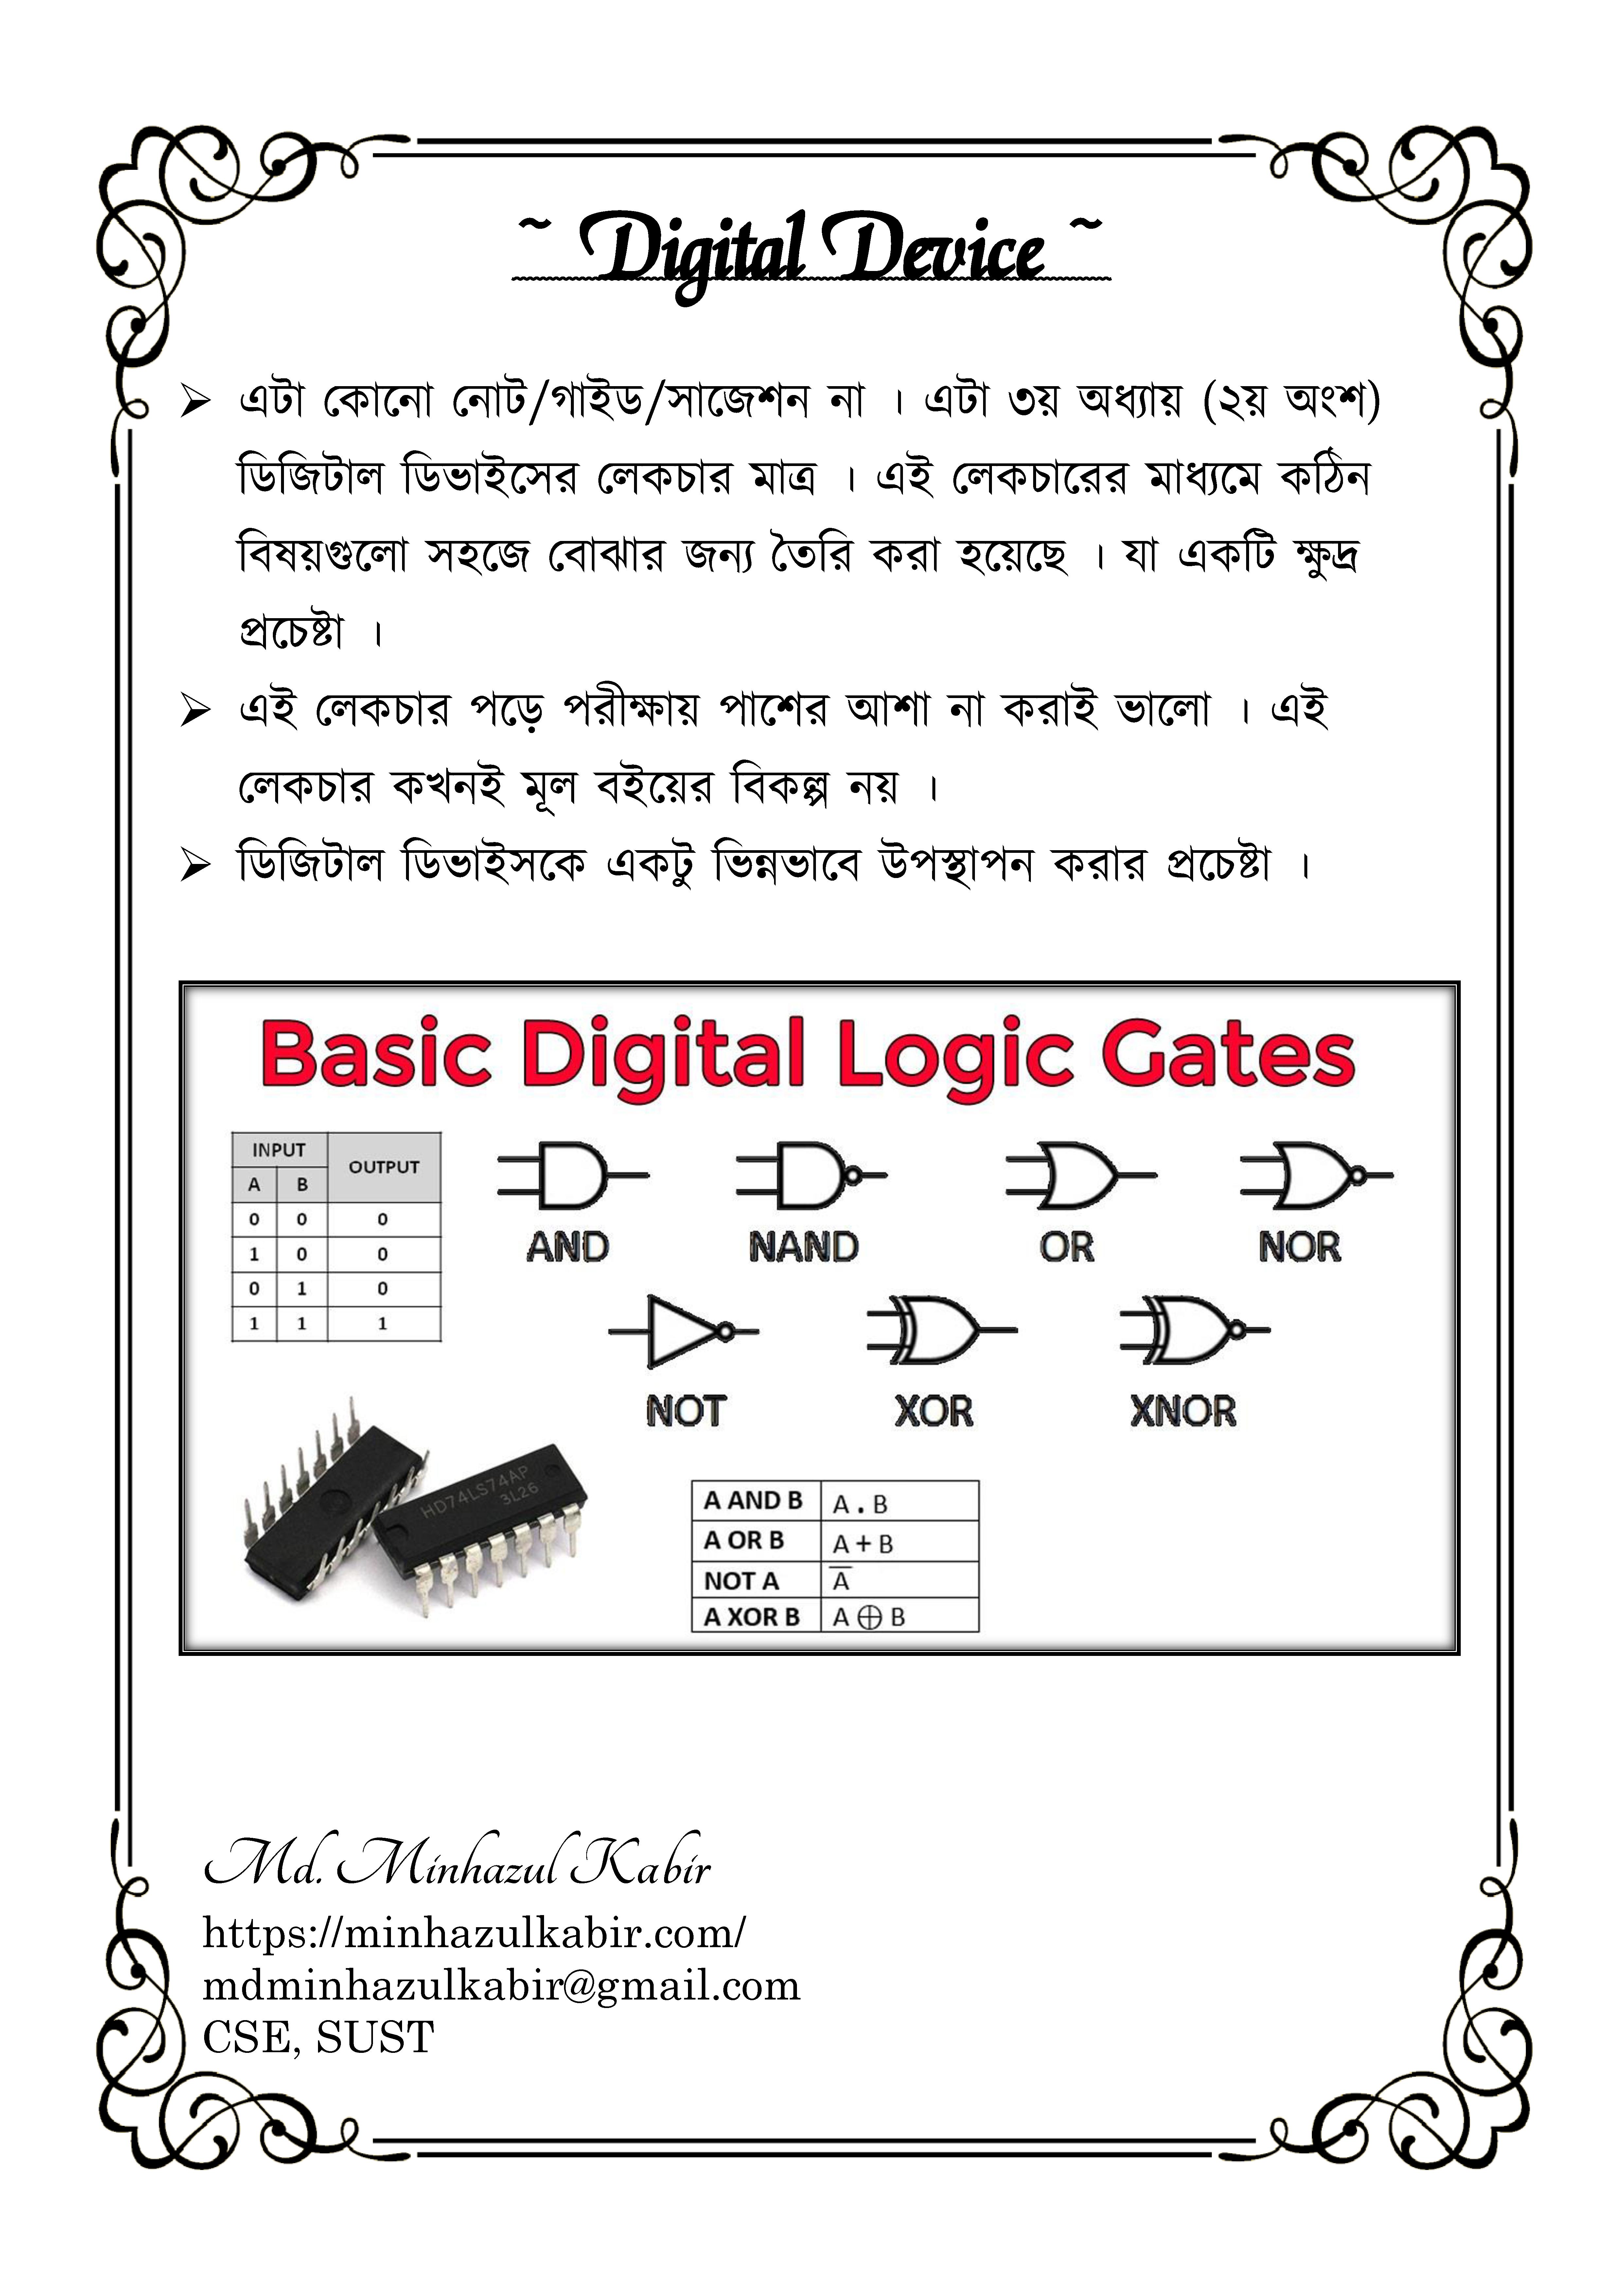 ~ Digital Device ~
➢ এটা কোনো নোট/গাইড/সাজেশন না । এটা ৩য় অধ্যায় (২য় অংশ)
ডিজিটাল ডিভাইসের লেকচার মাত্র । এই লেকচারের মাধ্যমে কঠিন
বিষয়গুলো সহজে বোঝার জন্য তৈরি করা হয়েছে । যা একটি ক্ষুদ্র
প্রচেষ্টা ।
➢ এই লেকচার পড়ে পরীক্ষায় পাশের আশা না করাই ভালো । এই
লেকচার কখনই মূল বইয়ের বিকল্প নয় ।
➢ ডিজিটাল ডিভাইসকে একটু ভিন্নভাবে উপস্থাপন করার প্রচেষ্টা ।
Basic Digital Logic Gates
INPUT OUTPUT
A B
0 0 0
1 0 0
0 1 0
1 1 1
AND NAND OR NOR
NOT XOR XNOR
HD74LS74AP
3L26
A AND B A . B
A OR B A + B
NOT A A̅
A XOR B A ⊕ B
Md. Minhazul Kabir
https://minhazulkabir.com/
mdminhazulkabir@gmail.com
CSE, SUST